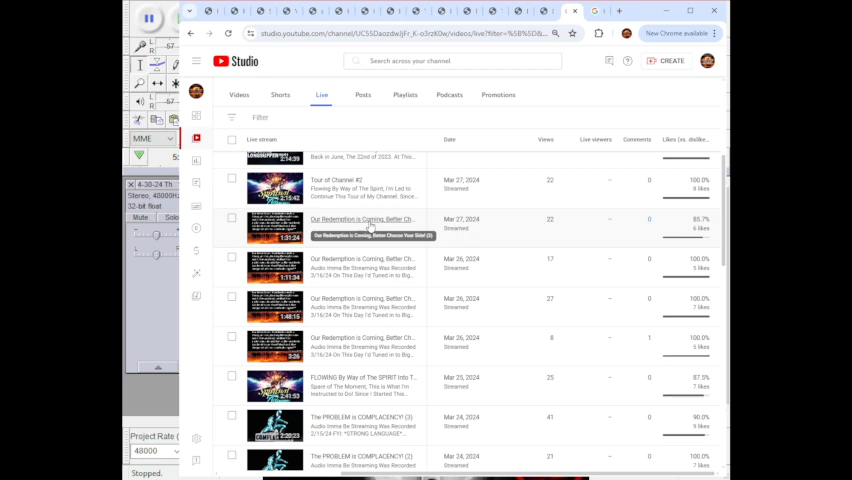 studio.youtube.com/channel/UC55DaozdwJjFr_K-o3rzK0w/videos/live?filter=%5B%5D&...
New Chrome available
Studio
Search across your channel
CREATE
Videos Shorts Live Posts Playlists Podcasts Promotions
Filter
Live stream Date Views Live viewers Comments Likes (vs. dislike...
2:14:39
Back in June, The 22nd of 2023. At This...
Tour of Channel #2 Mar 27, 2024 22 – 0 100.0%
Flowing By Way of The Spirit, I'm Led to Streamed 8 likes
Continue This Tour of My Channel. Since...
2:15:42
Our Redemption is Coming, Better Ch... Mar 27, 2024 22 – 0 85.7%
Streamed 6 likes
Our Redemption is Coming, Better Choose Your Side! (3)
1:31:24
Our Redemption is Coming, Better Ch... Mar 26, 2024 17 – 0 100.0%
Audio Imma Be Streaming Was Recorded Streamed 5 likes
3/16/24 On This Day I'd Tuned in to Big...
1:11:34
Our Redemption is Coming, Better Ch... Mar 26, 2024 27 – 0 100.0%
Audio Imma Be Streaming Was Recorded Streamed 7 likes
3/16/24 On This Day I'd Tuned in to Big...
1:48:15
Our Redemption is Coming, Better Ch... Mar 26, 2024 8 – 1 100.0%
Audio Imma Be Streaming Was Recorded Streamed 5 likes
3/16/24 On This Day I'd Tuned in to Big...
3:26
FLOWING By Way of The SPIRIT Into T... Mar 25, 2024 25 – 0 87.5%
Spare of The Moment, This is What I'm Streamed 7 likes
Instructed to Do! Since I Started This...
2:41:53
The PROBLEM is COMPLACENCY! (3) Mar 24, 2024 41 – 0 90.0%
Audio Imma Be Streaming Was Recorded Streamed 9 likes
2/15/24 FYI: *STRONG LANGUAGE*...
2:20:23
The PROBLEM is COMPLACENCY! (2) Mar 24, 2024 21 – 0 100.0%
Audio Imma Be Streaming Was Recorded Streamed 7 likes
L
R
-57
L
R
-57
MME
4-30-24 Th
Stereo, 48000H
32-bit float
Mute Solo
Project Rate (
48000
Stopped.